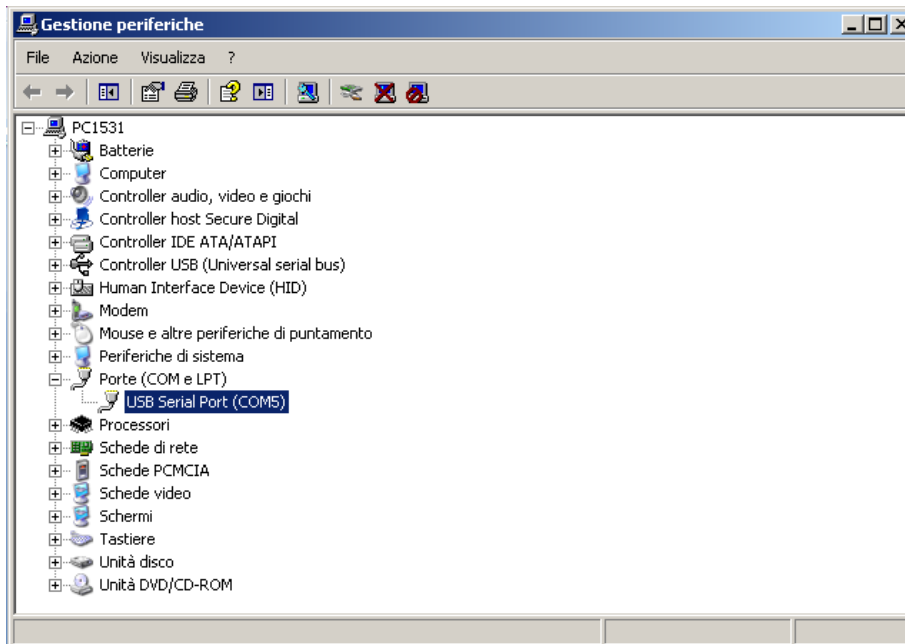 Gestione periferiche
File Azione Visualizza ?
PC1531
Batterie
Computer
Controller audio, video e giochi
Controller host Secure Digital
Controller IDE ATA/ATAPI
Controller USB (Universal serial bus)
Human Interface Device (HID)
Modem
Mouse e altre periferiche di puntamento
Periferiche di sistema
Porte (COM e LPT)
USB Serial Port (COM5)
Processori
Schede di rete
Schede PCMCIA
Schede video
Schermi
Tastiere
Unità disco
Unità DVD/CD-ROM